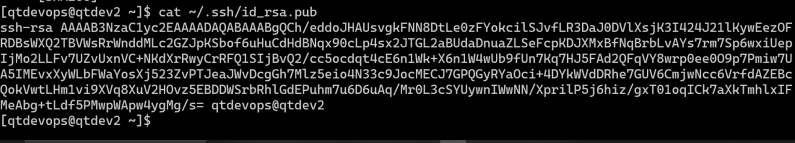 [qtdevops@qtdev2 ~]$ cat ~/.ssh/id_rsa.pub
ssh-rsa AAAAB3NzaC1yc2EAAAADAQABAAABgQCh/eddoJHAUsvgkFNN8DtLe0zFYokcilSJvfLR3DaJ0DVlXsjK3I424J21lKywEezOF
RDBsWXQ2TBVWsRrWnddMLc2GZJpKSbof6uHuCdHdBNqx90cLp4sx2JTGL2aBUdaDnuaZLSeFcpKDJXMxBfNqBrbLvAYs7rm7Sp6wxiUep
IjMo2LLFv7UZvUxnVC+NkdXrRwyCrRFQ1SIjBvQ2/cc5ocdqt4cE6n1Wk+X6n1W4wUb9fUn7Kq7HJ5FAd2QFqVY8wrp0ee0O9p7Pmiw7U
A5IMEvxXyWLbFWaYosXj523ZvPTJeaJWvDcgGh7Mlz5eio4N33c9JocMECJ7GPQGyRYaOci+4DYkWVdDRhe7GUV6CmjwNcc6VrfdAZEBc
QokVwtLHm1vi9XVq8XuV2HOvz5EBDDWSrbRhlGdEPuhm7u6D6uAq/Mr0L3cSYUywnIWwNN/XprilP5j6hiz/gxT01oqICk7aXkTmhlxIF
MeAbg+tLdf5PMwpWApw4ygMg/s= qtdevops@qtdev2
[qtdevops@qtdev2 ~]$